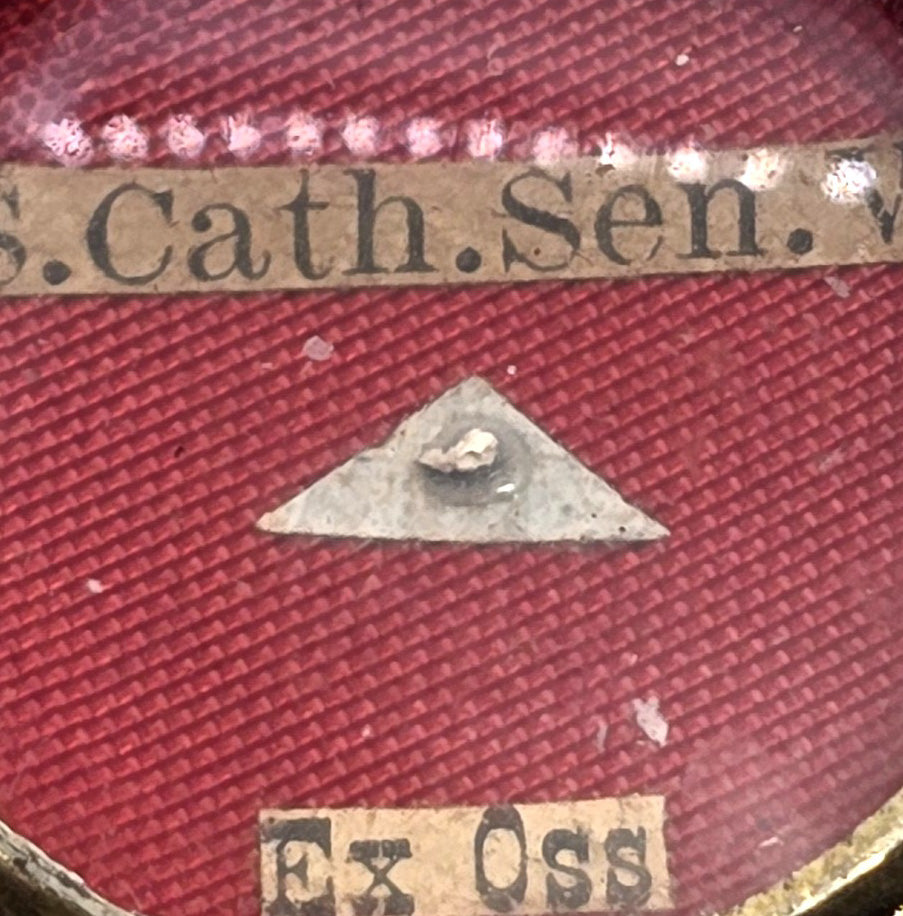 S.Cath.Sen. V
Ex Oss